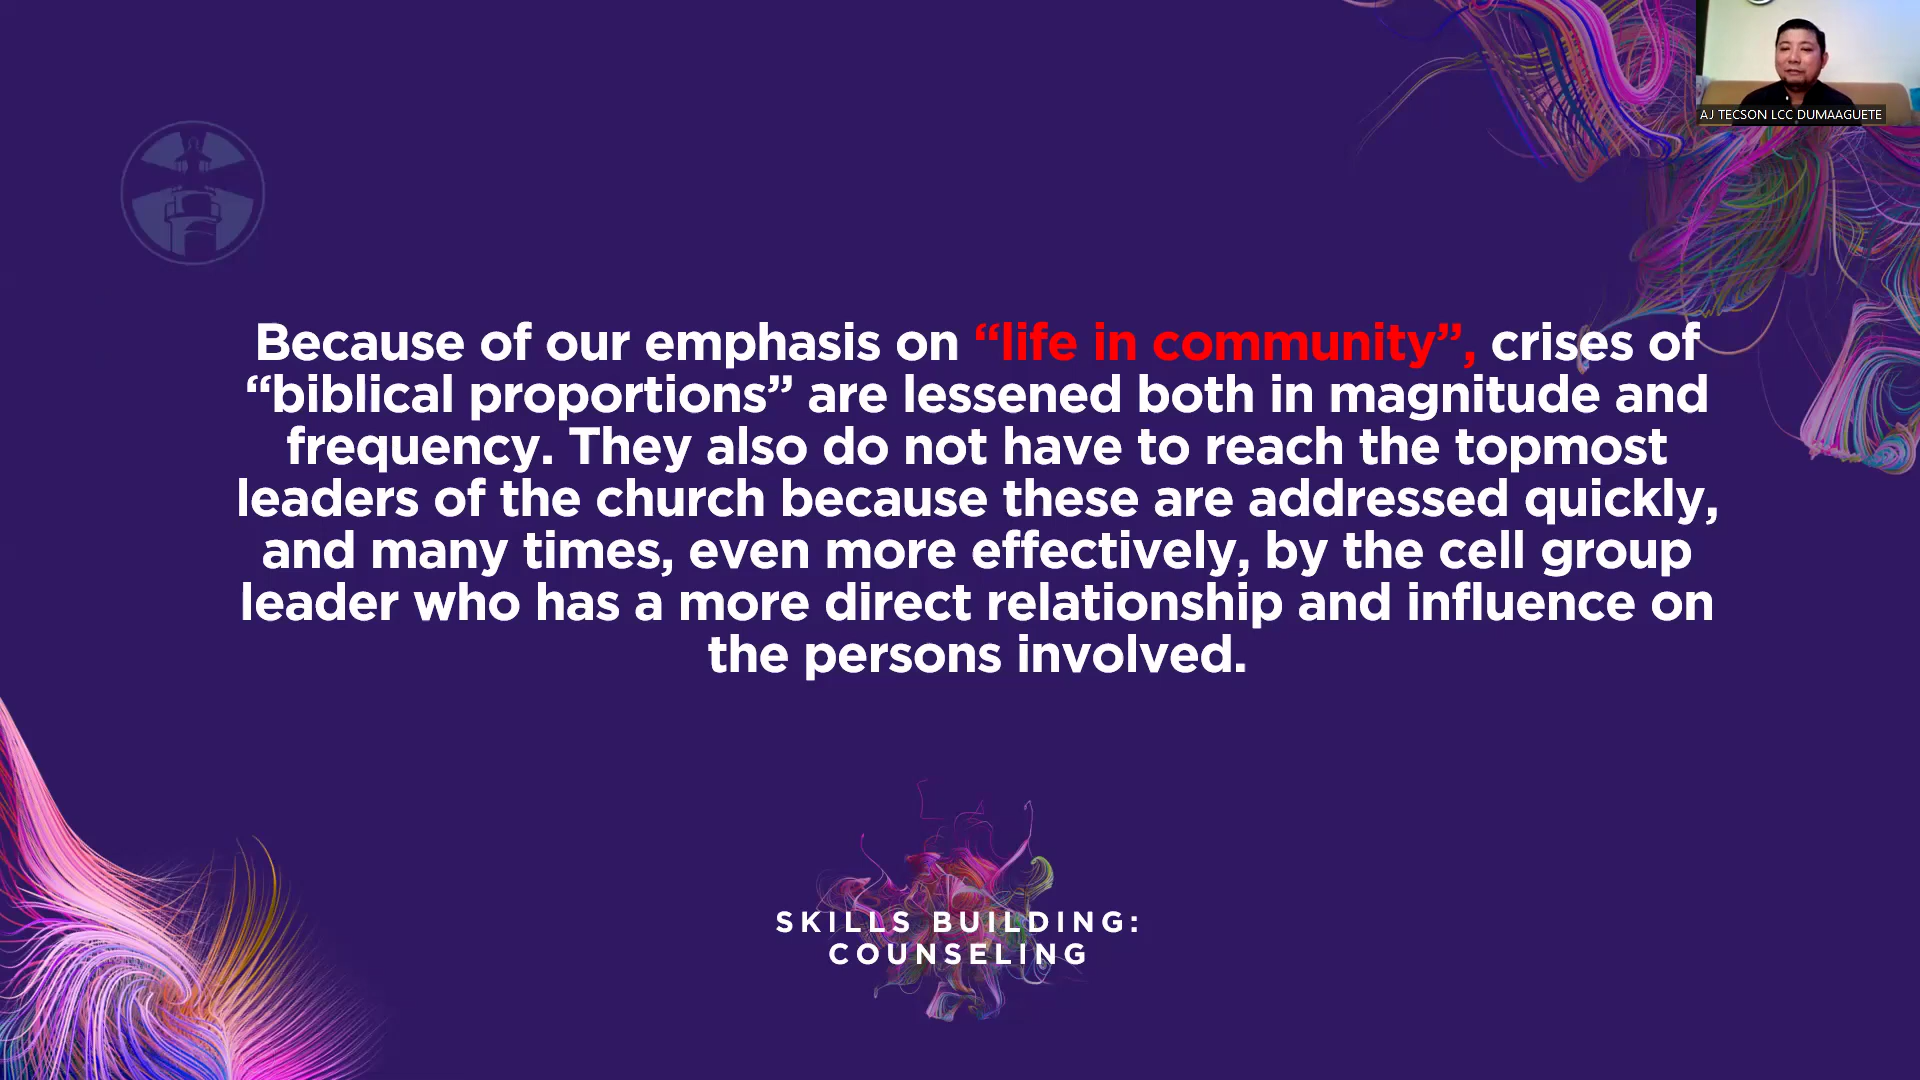 AJ TECSON LCC DUMAAGUETE
Because of our emphasis on “life in community”, crises of
“biblical proportions” are lessened both in magnitude and
frequency. They also do not have to reach the topmost
leaders of the church because these are addressed quickly,
and many times, even more effectively, by the cell group
leader who has a more direct relationship and influence on
the persons involved.
SKILLS BUILDING:
COUNSELING